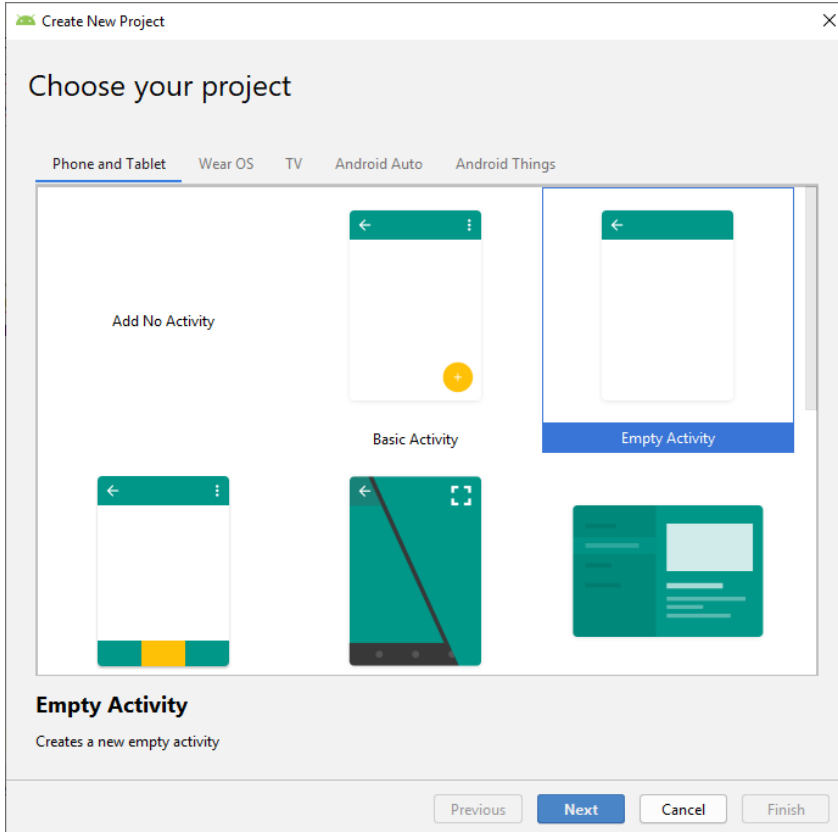 Create New Project
Choose your project
Phone and Tablet Wear OS TV Android Auto Android Things
Add No Activity
Basic Activity
Empty Activity
Empty Activity
Creates a new empty activity
Previous Next Cancel Finish